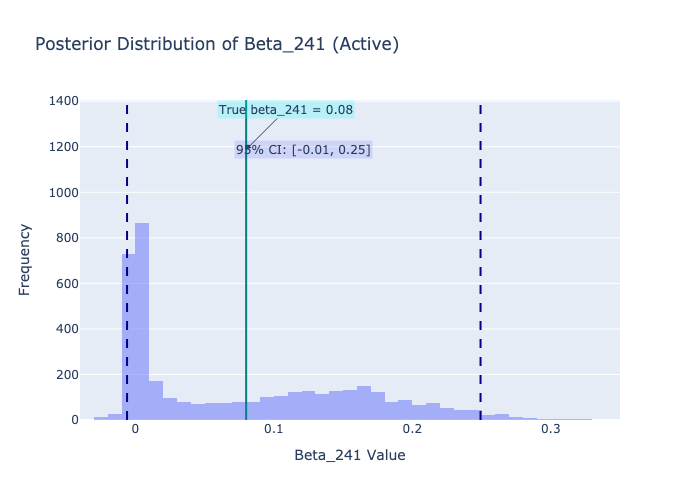 Posterior Distribution of Beta_241 (Active)
1400
1200
1000
800
600
400
200
0
Frequency
True beta_241 = 0.08
95% CI: [-0.01, 0.25]
0
0.1
0.2
0.3
Beta_241 Value